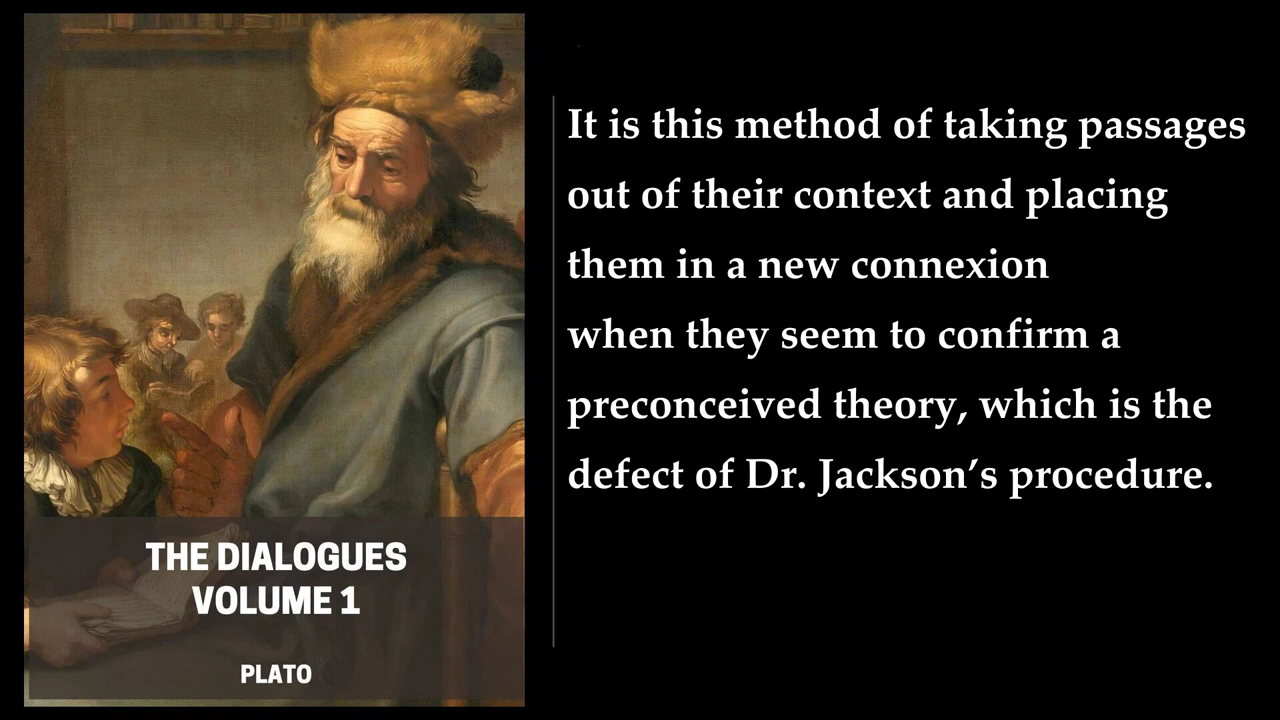 THE DIALOGUES
VOLUME 1
PLATO
It is this method of taking passages
out of their context and placing
them in a new connexion
when they seem to confirm a
preconceived theory, which is the
defect of Dr. Jackson’s procedure.